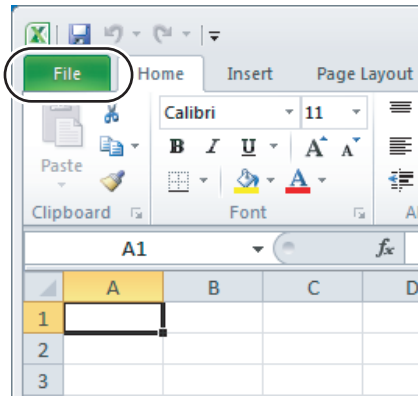 File Home Insert Page Layout
Calibri 11
B I U A A
Paste A
Clipboard Font A
A1 fx
A B C D
1
2
3